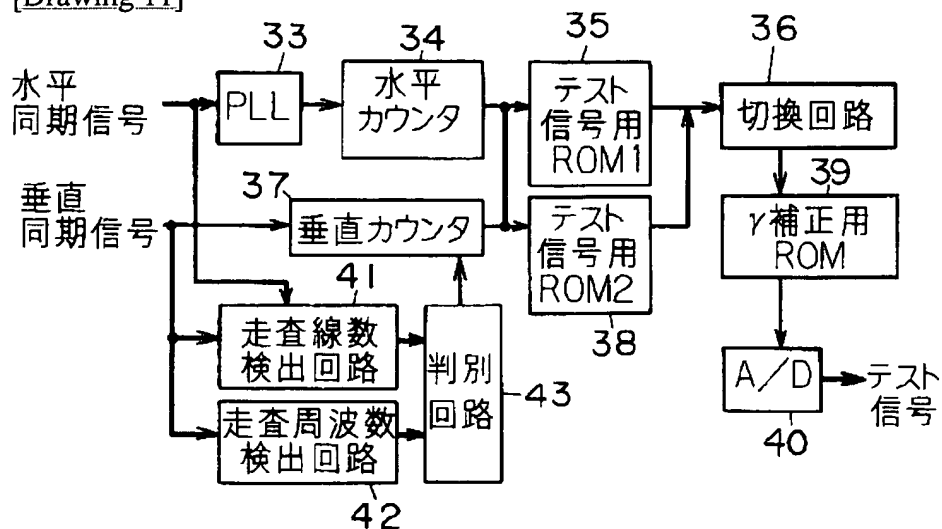 [Drawing 11]
33
34
35
36
水平
同期信号
PLL
水平
カウンタ
テスト
信号用
ROM1
切換回路
垂直
同期信号
37
垂直カウンタ
テスト
信号用
ROM2
38
39
γ補正用
ROM
41
走査線数
検出回路
判別
回路
43
A/D
40
テスト
信号
走査周波数
検出回路
42